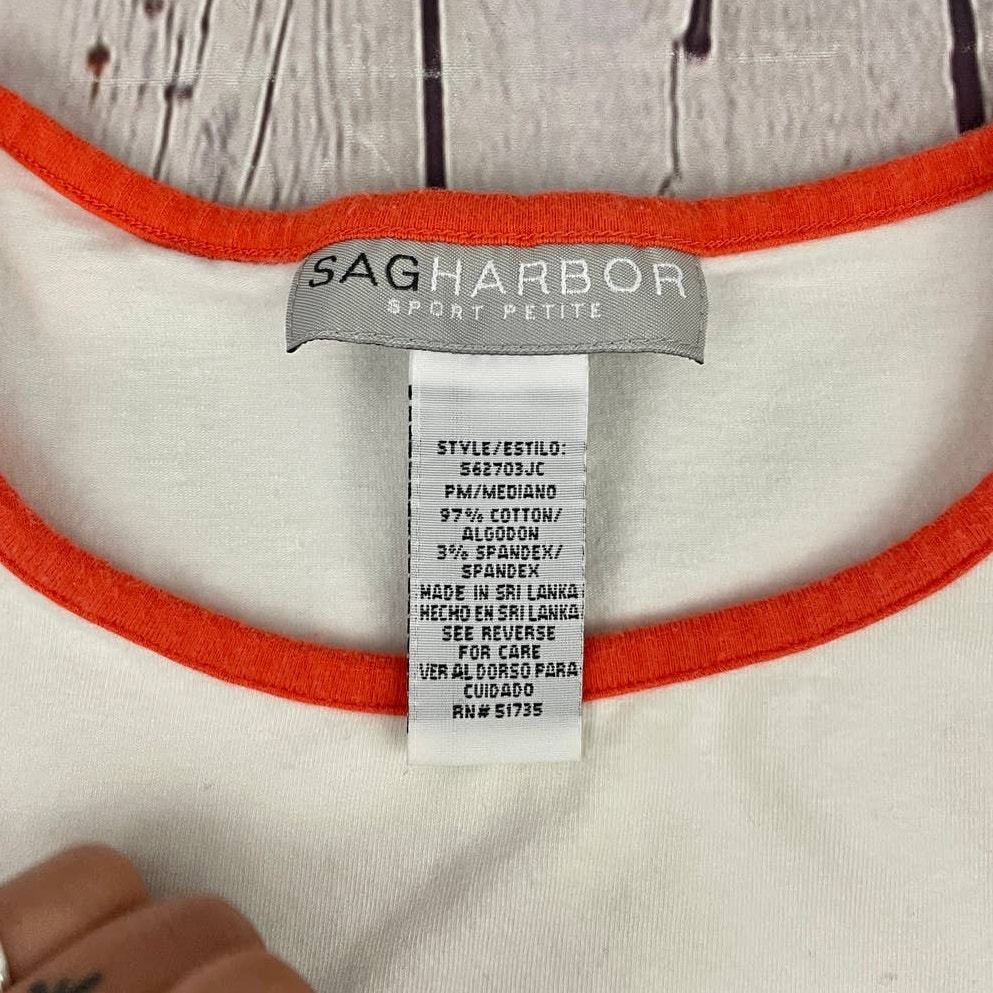 SAGHARBOR
SPORT PETITE
STYLE/ESTILO:
562703JC
PM/MEDIANO
97% COTTON/
ALGODON
3% SPANDEX/
SPANDEX
MADE IN SRI LANKA
HECHO EN SRI LANKA
SEE REVERSE
FOR CARE
VER AL DORSO PARA
CUIDADO
RN# 51735